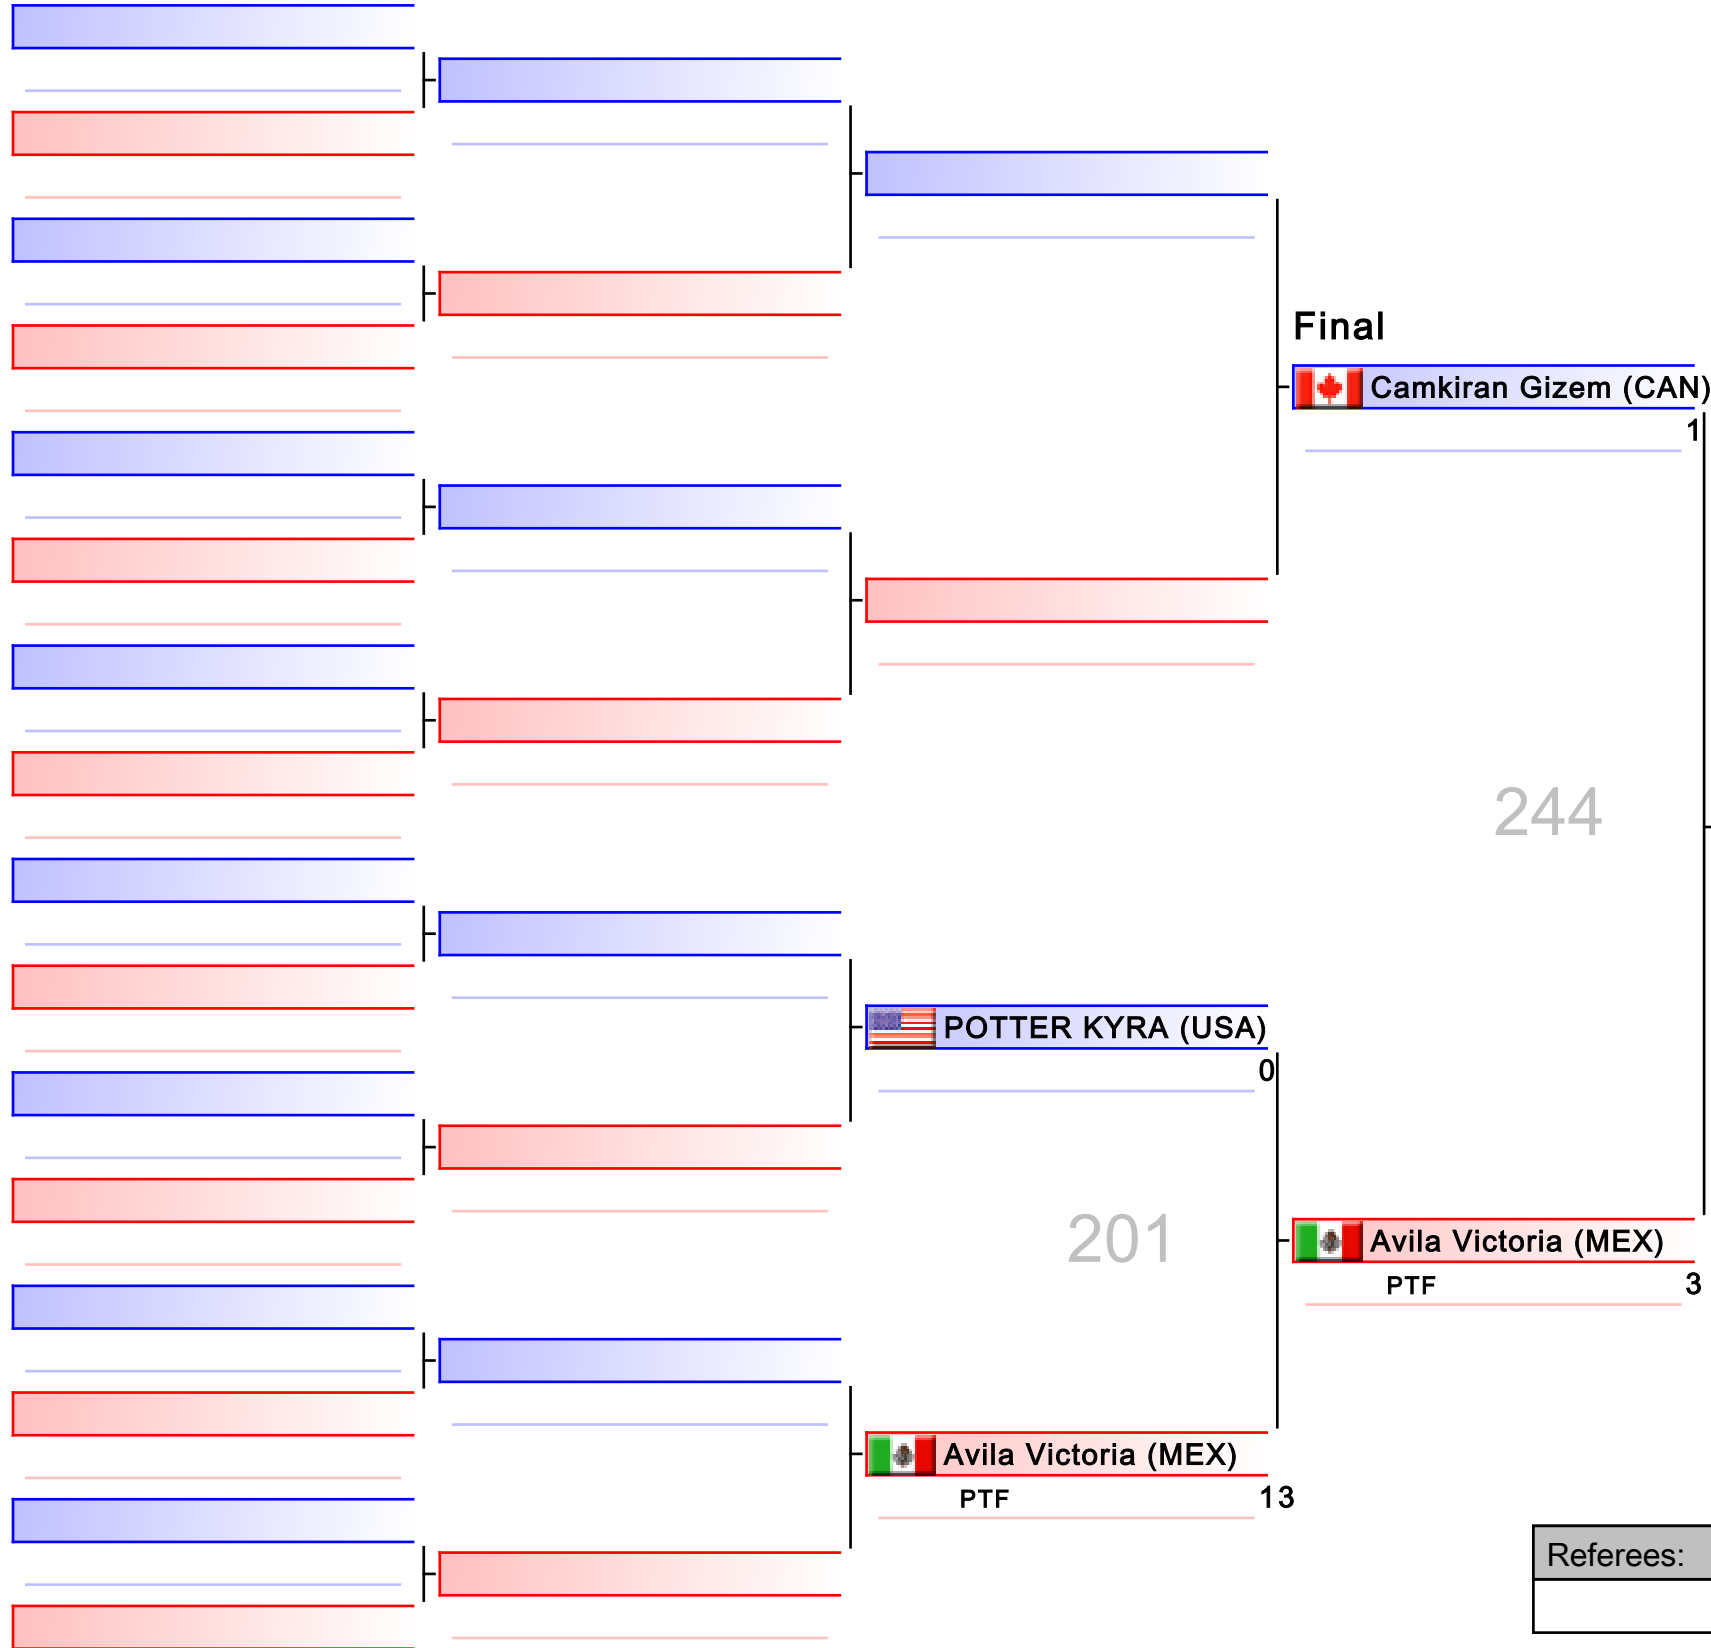 Final
Camkiran Gizem (CAN)
1
244
POTTER KYRA (USA)
0
201
Avila Victoria (MEX)
PTF 3
Avila Victoria (MEX)
PTF 13
Referees: